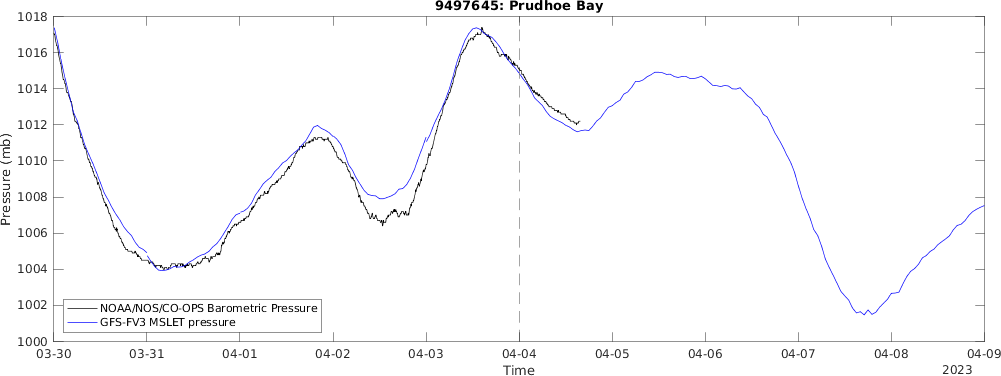 9497645: Prudhoe Bay
1018
1016
1014
1012
1010
1008
1006
1004
1002
1000
Pressure (mb)
NOAA/NOS/CO-OPS Barometric Pressure
GFS-FV3 MSLET pressure
03-30 03-31 04-01 04-02 04-03 04-04 04-05 04-06 04-07 04-08 04-09
Time
2023